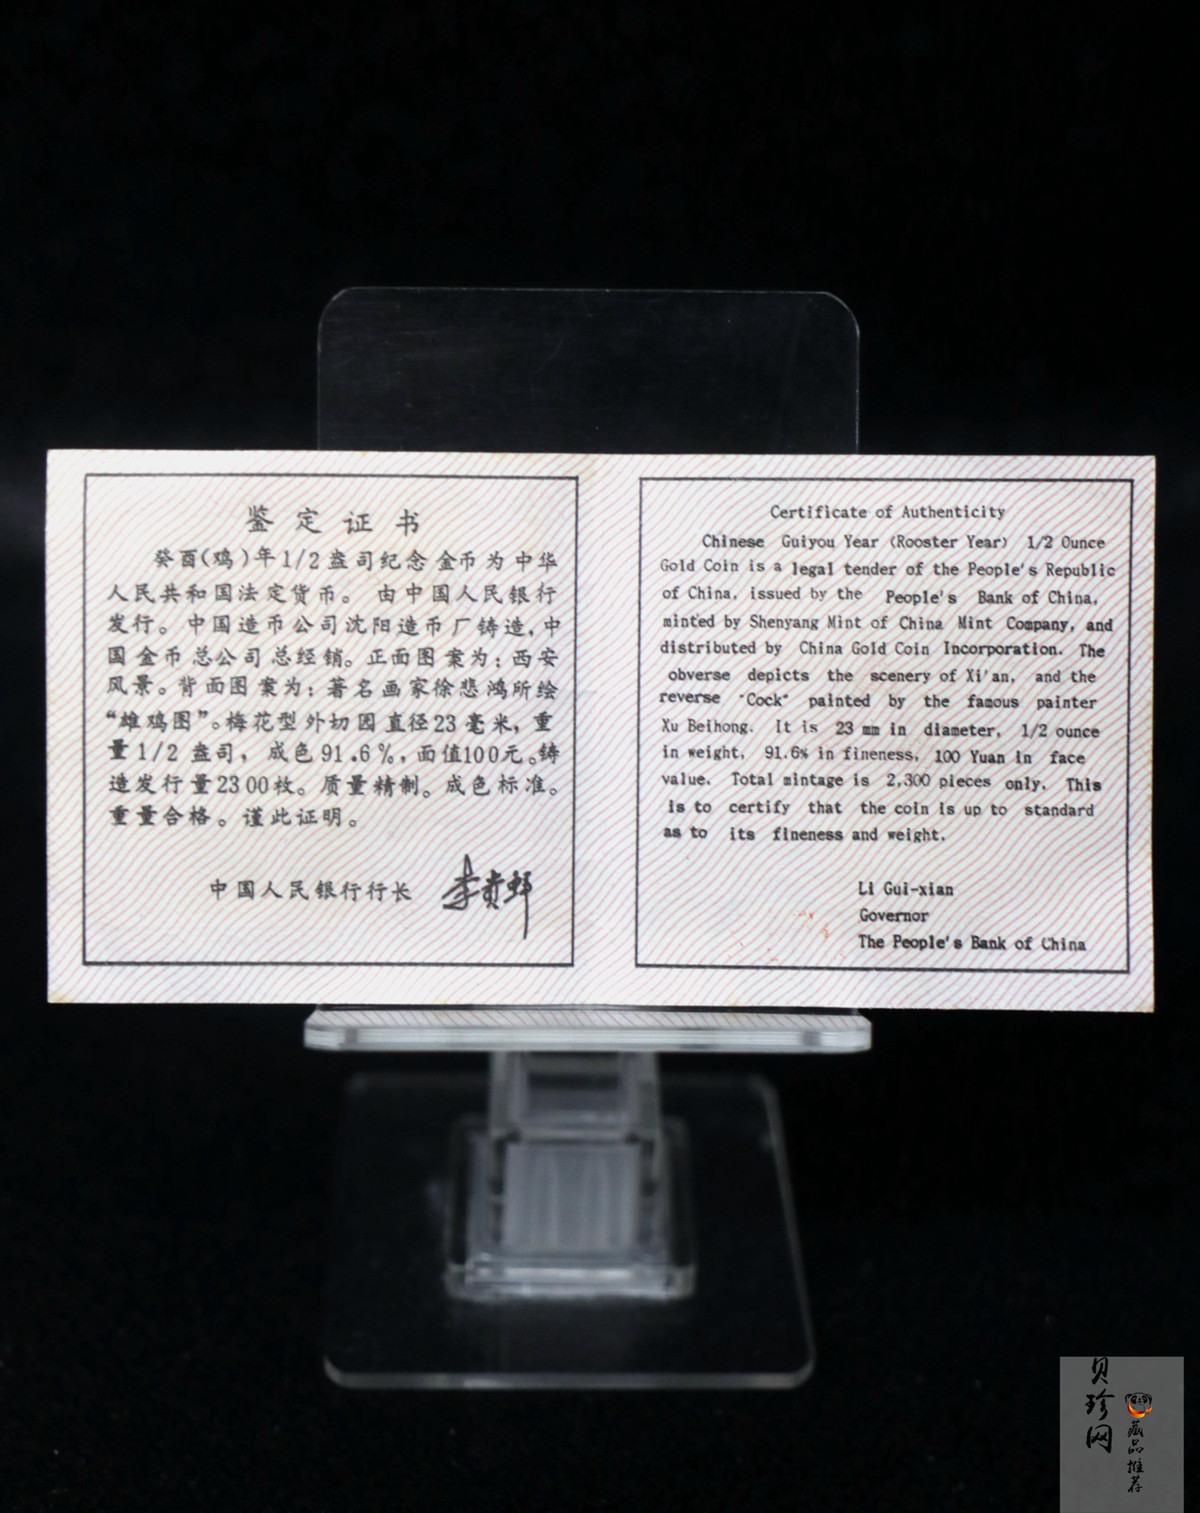 鉴定证书
癸酉(鸡)年1/2盎司纪念金币为中华
人民共和国法定货币。由中国人民银行
发行。中国造币公司沈阳造币厂铸造,中
国金币总公司总经销。正面图案为:西安
风景。背面图案为:著名画家徐悲鸿所绘
“雄鸡图”。梅花型外切园直径23毫米,重
量1/2盎司,成色91.6%,面值100元。铸
造发行量2300枚。质量精制。成色标准。
重量合格。谨此证明。
中国人民银行行长 李贵鲜
Certificate of Authenticity
Chinese Guiyou Year (Rooster Year) 1/2 Ounce
Gold Coin is a legal tender of the People's Republic
of China, issued by the People's Bank of China,
minted by Shenyang Mint of China Mint Company, and
distributed by China Gold Coin Incorporation. The
obverse depicts the scenery of Xi'an, and the
reverse "Cock" painted by the famous painter
Xu Beihong. It is 23 mm in diameter, 1/2 ounce
in weight, 91.6% in fineness, 100 Yuan in face
value. Total mintage is 2,300 pieces only. This
is to certify that the coin is up to standard
as to its fineness and weight.
Li Gui-xian
Governor
The People's Bank of China
贝珍网
藏品推荐